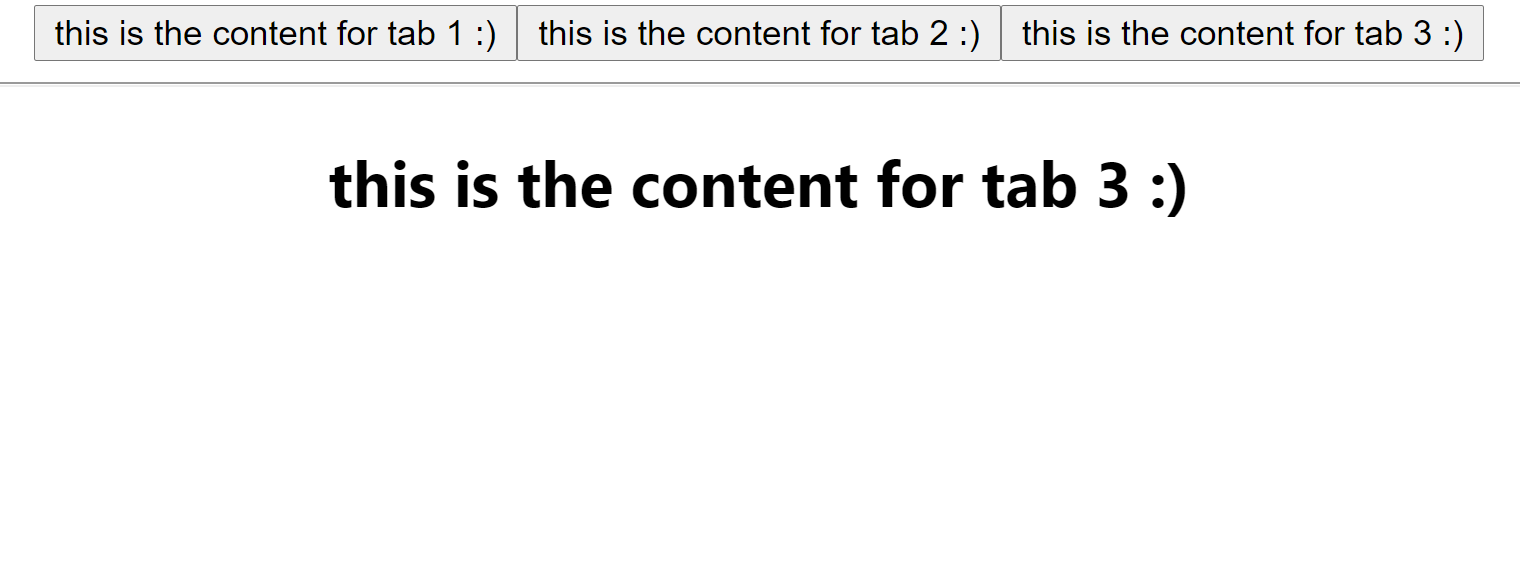 this is the content for tab 1 :) this is the content for tab 2 :) this is the content for tab 3 :)
this is the content for tab 3 :)